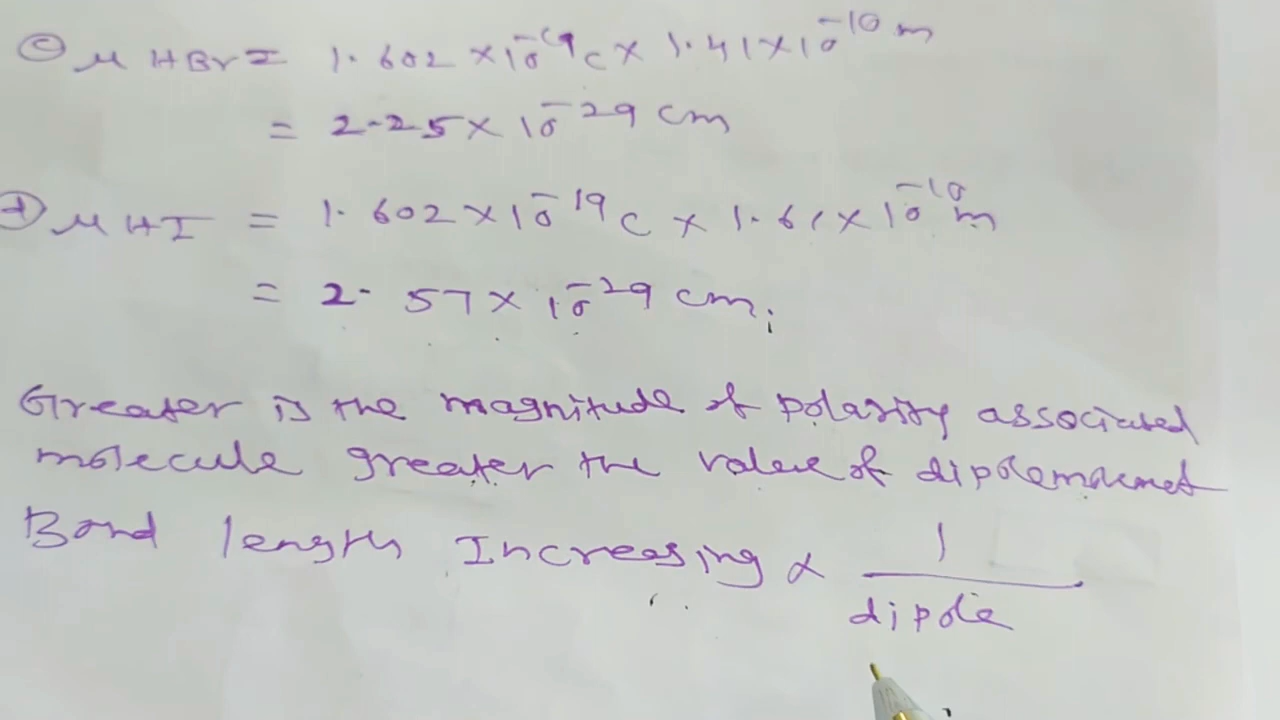 ⓒ μ HBr = 1.602 × 10⁻¹⁹ c × 1.41 × 10⁻¹⁰ m
= 2.25 × 10⁻²⁹ cm
μ HI = 1.602 × 10⁻¹⁹ c × 1.61 × 10⁻¹⁰ m
= 2.57 × 10⁻²⁹ cm
Greater is the magnitude of polarity associated
molecule greater the value of
Bond length Increasing ∝ 1 / dipole